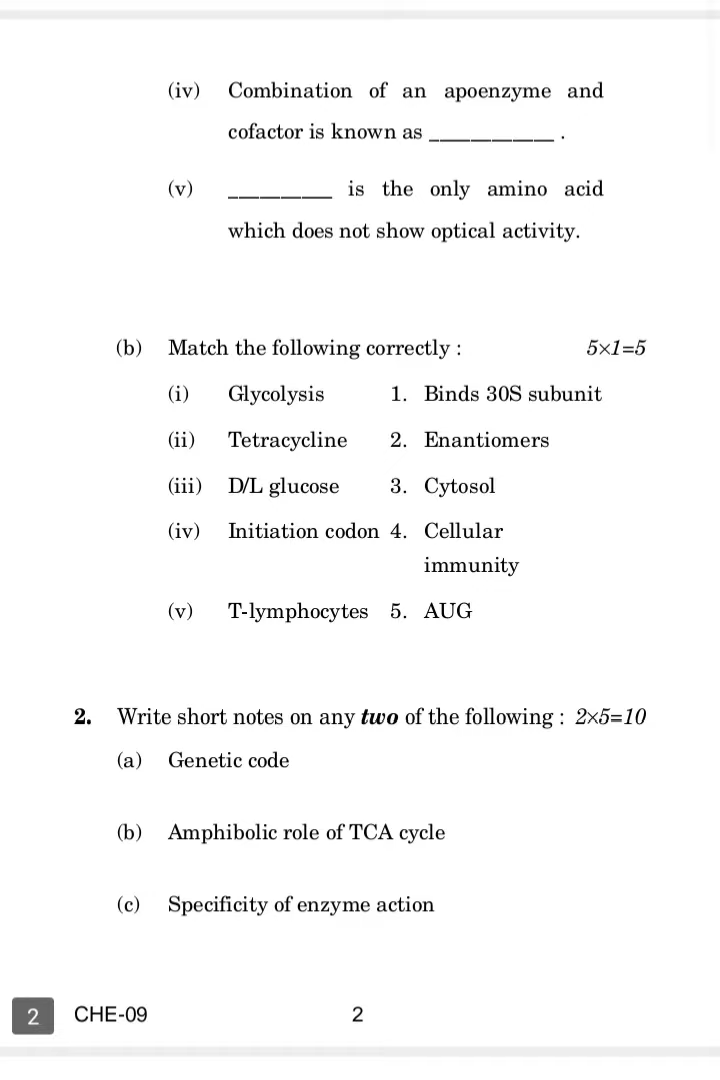 (iv) Combination of an apoenzyme and
cofactor is known as ____________ .
(v) __________ is the only amino acid
which does not show optical activity.
(b) Match the following correctly : 5×1=5
(i) Glycolysis 1. Binds 30S subunit
(ii) Tetracycline 2. Enantiomers
(iii) D/L glucose 3. Cytosol
(iv) Initiation codon 4. Cellular
immunity
(v) T-lymphocytes 5. AUG
2. Write short notes on any two of the following : 2×5=10
(a) Genetic code
(b) Amphibolic role of TCA cycle
(c) Specificity of enzyme action
2 CHE-09 2